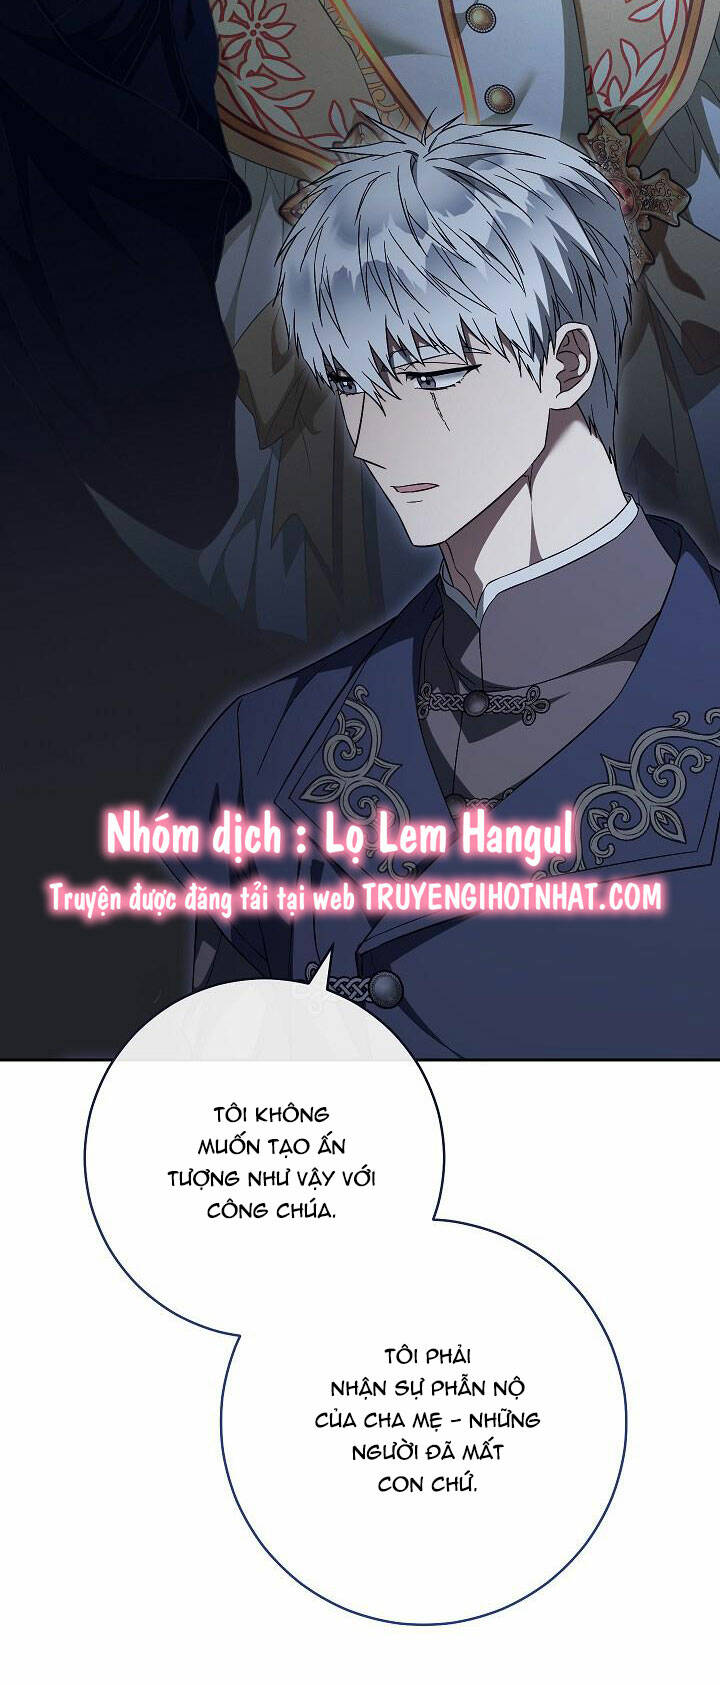 Nhóm dịch : Lọ Lem Hangul
Truyện được đăng tải tại web TRUYENGIHOTNHAT.COM
TÔI KHÔNG
MUỐN TẠO ẤN
TƯỢNG NHƯ VẬY VỚI
CÔNG CHÚA.
TÔI PHẢI
NHẬN SỰ PHẪN NỘ
CỦA CHA MẸ - NHỮNG
NGƯỜI ĐÃ MẤT
CON CHỨ.